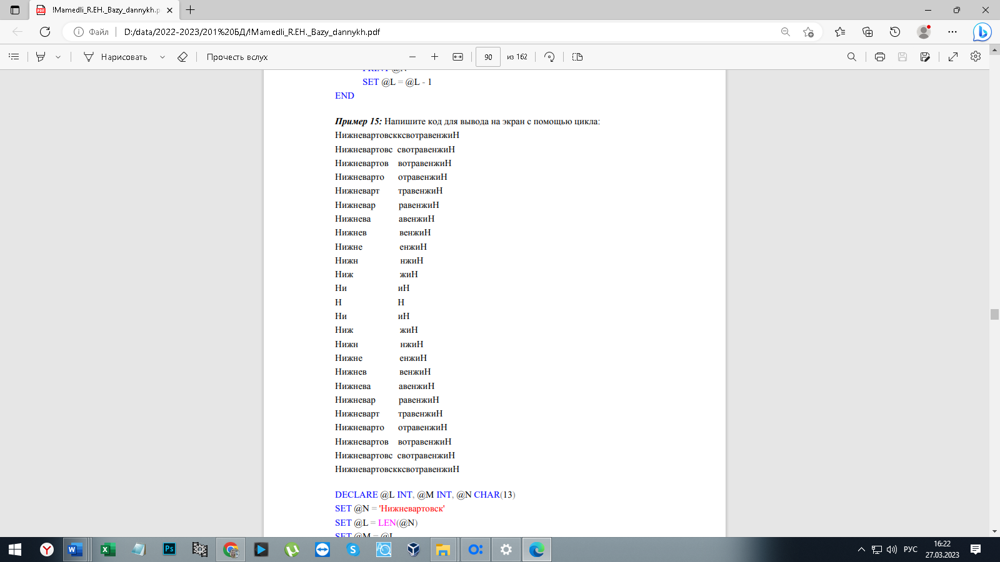 !Mamedli_R.EH._Bazy_dannykh.p
Файл
D:/data/2022-2023/201%20БД/!Mamedli_R.EH._Bazy_dannykh.pdf
Нарисовать
Прочесть вслух
90
из 162
PRINT @N
SET @L = @L - 1
END
Пример 15: Напишите код для вывода на экран с помощью цикла:
НижневартовскксвотравенжиН
Нижневартовс свотравенжиН
Нижневартов вотравенжиН
Нижневарто отравенжиН
Нижневарт травенжиН
Нижневар равенжиН
Нижнева авенжиН
Нижнев венжиН
Нижне енжиН
Нижн нжиН
Ниж жиН
Ни иН
Н Н
Ни иН
Ниж жиН
Нижн нжиН
Нижне енжиН
Нижнев венжиН
Нижнева авенжиН
Нижневар равенжиН
Нижневарт травенжиН
Нижневарто отравенжиН
Нижневартов вотравенжиН
Нижневартовс свотравенжиН
НижневартовскксвотравенжиН
DECLARE @L INT, @M INT, @N CHAR(13)
SET @N = 'Нижневартовск'
SET @L = LEN(@N)
SET @M = @L
РУС
16:22
27.03.2023